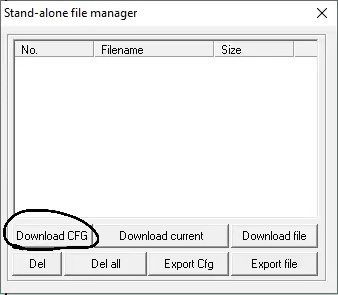 Stand-alone file manager
No. Filename Size
Download CFG Download current Download file
Del Del all Export Cfg Export file